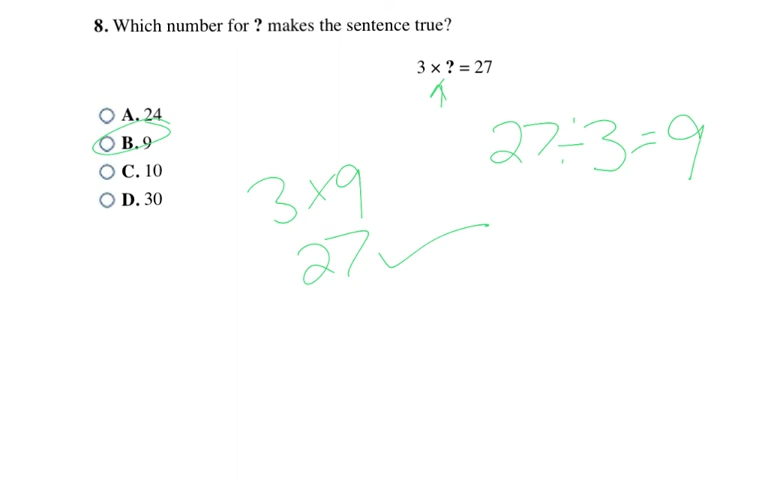 8. Which number for ? makes the sentence true?
3 × ? = 27
A. 24
B. 9
C. 10
D. 30
27 ÷ 3 = 9
3 × 9
27